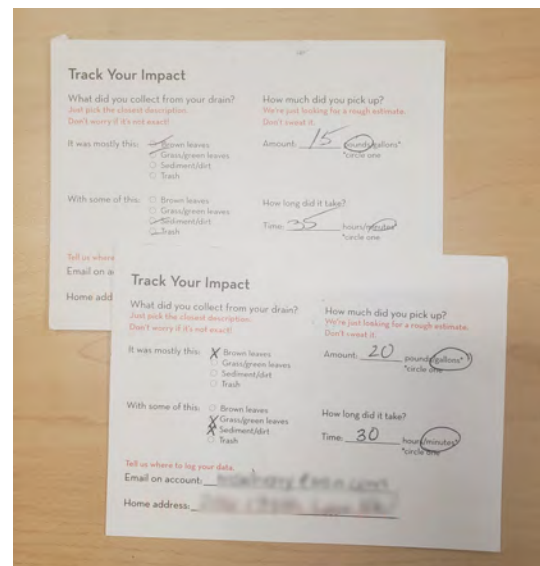 Track Your Impact
What did you collect from your drain?
Just pick the closest description.
Don't worry if it's not exact!
It was mostly this:
Brown leaves
Grass/green leaves
Sediment/dirt
Trash
With some of this:
Brown leaves
Grass/green leaves
Sediment/dirt
Trash
How much did you pick up?
We're just looking for a rough estimate.
Don't sweat it.
Amount: 15 pounds/gallons*
*circle one
How long did it take?
Time: 35 hours/minutes*
*circle one
Tell us where
Email on a
Home add
Track Your Impact
What did you collect from your drain?
Just pick the closest description.
Don't worry if it's not exact!
It was mostly this: X Brown leaves
Grass/green leaves
Sediment/dirt
Trash
With some of this:
Brown leaves
X Grass/green leaves
X Sediment/dirt
Trash
How much did you pick up?
We're just looking for a rough estimate.
Don't sweat it.
Amount: 20 pounds/gallons*
*circle one
How long did it take?
Time: 30 hours/minutes*
*circle one
Tell us where to log your data.
Email on account:
Home address: